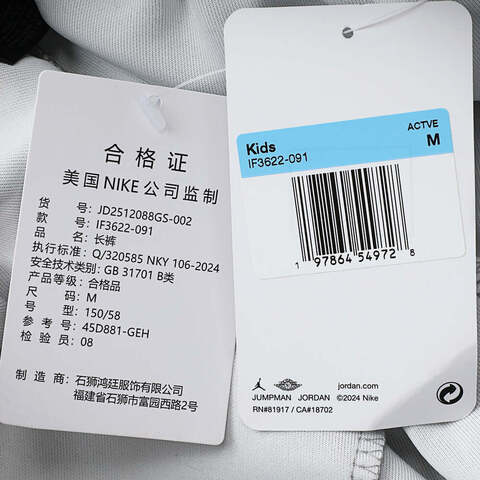 合格证
美国NIKE公司监制
货 号: JD2512088GS-002
款 号: IF3622-091
品 名: 长裤
执行标准: Q/320585 NKY 106-2024
安全技术类别: GB 31701 B类
产品等级: 合格品
尺 码: M
型 号: 150/58
参 考 号: 45D881-GEH
检 验 员: 08
制 造 商: 石狮鸿廷服饰有限公司
福建省石狮市富园西路2号
ACTVE
Kids
M
IF3622-091
1 97864 54972 8
JUMPMAN JORDAN
jordan.com
©2024 Nike
RN#81917 / CA#18702
M